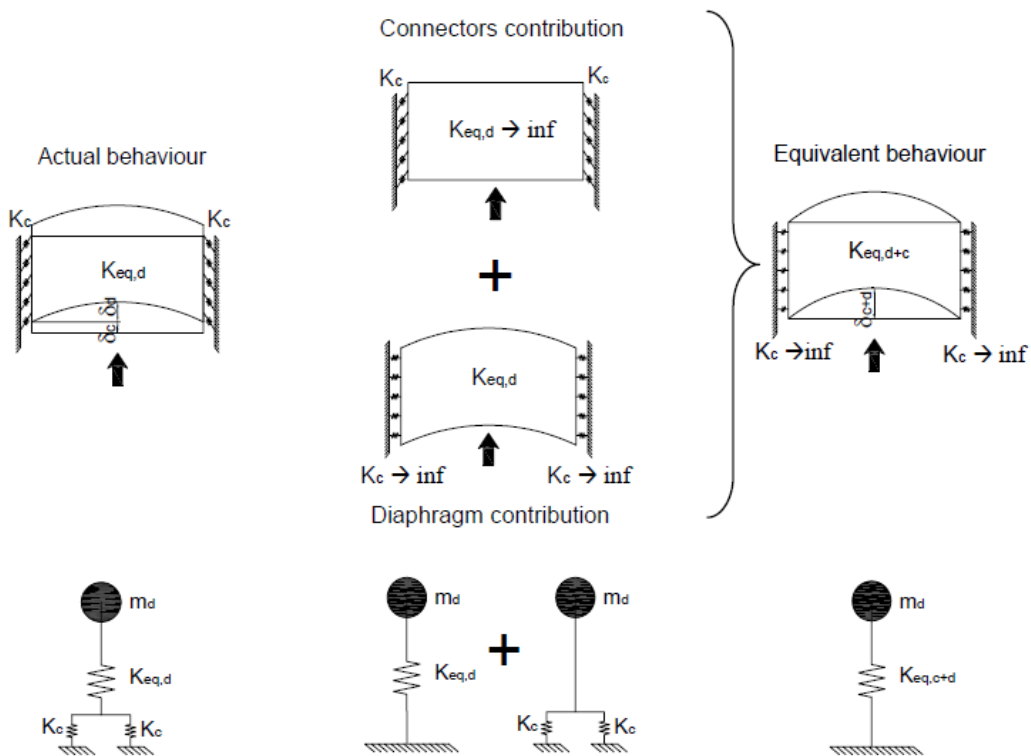 Connectors contribution
Kc
Kc
Keq,d → inf
Actual behaviour
Kc
Kc
Keq,d
δc δd
+
Keq,d
Kc → inf
Kc → inf
Diaphragm contribution
Equivalent behaviour
Keq,d+c
δc+d
Kc → inf
Kc → inf
md
Keq,d
Kc
Kc
md
Keq,d
+
md
Kc
Kc
md
Keq,c+d